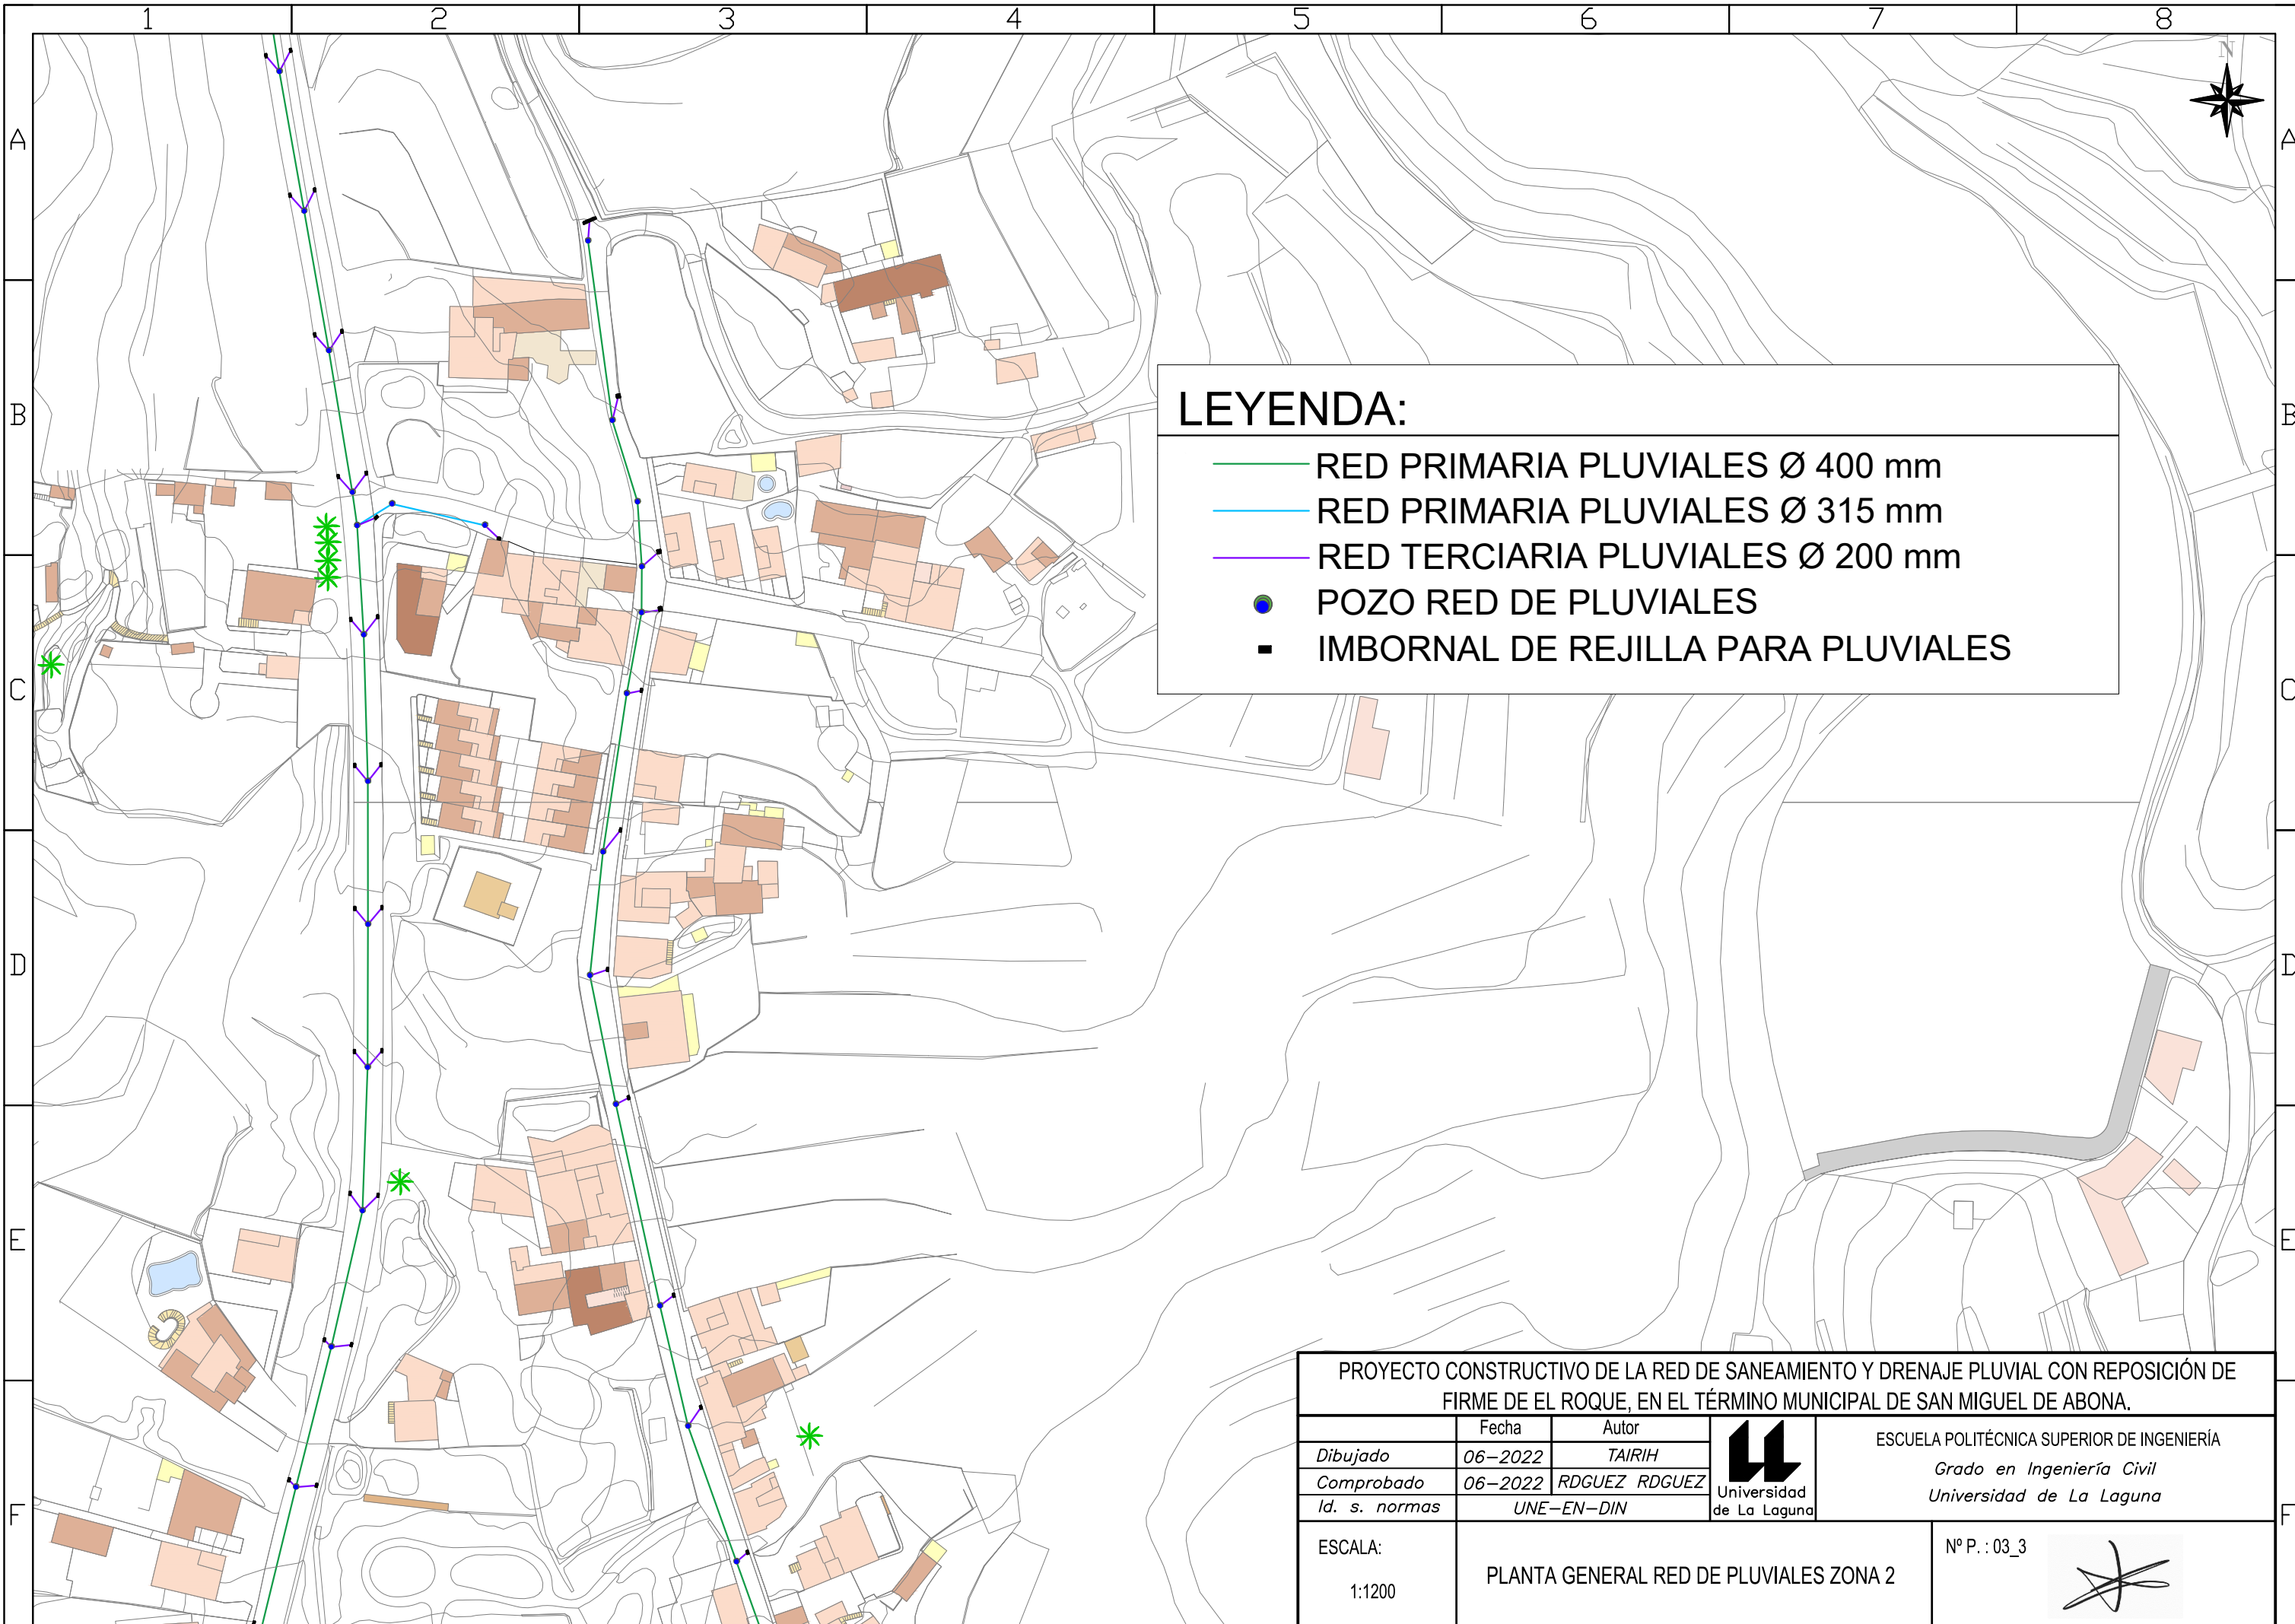 1 2 3 4 5 6 7 8
N
A A
B B
LEYENDA:
RED PRIMARIA PLUVIALES Ø 400 mm
RED PRIMARIA PLUVIALES Ø 315 mm
RED TERCIARIA PLUVIALES Ø 200 mm
POZO RED DE PLUVIALES
IMBORNAL DE REJILLA PARA PLUVIALES
C C
D D
E E
F F
PROYECTO CONSTRUCTIVO DE LA RED DE SANEAMIENTO Y DRENAJE PLUVIAL CON REPOSICIÓN DE
FIRME DE EL ROQUE, EN EL TÉRMINO MUNICIPAL DE SAN MIGUEL DE ABONA.
Fecha Autor
Dibujado 06-2022 TAIRIH
Comprobado 06-2022 RDGUEZ RDGUEZ
Id. s. normas UNE-EN-DIN
Universidad
de La Laguna
ESCUELA POLITÉCNICA SUPERIOR DE INGENIERÍA
Grado en Ingeniería Civil
Universidad de La Laguna
ESCALA:
1:1200
PLANTA GENERAL RED DE PLUVIALES ZONA 2
Nº P. : 03_3